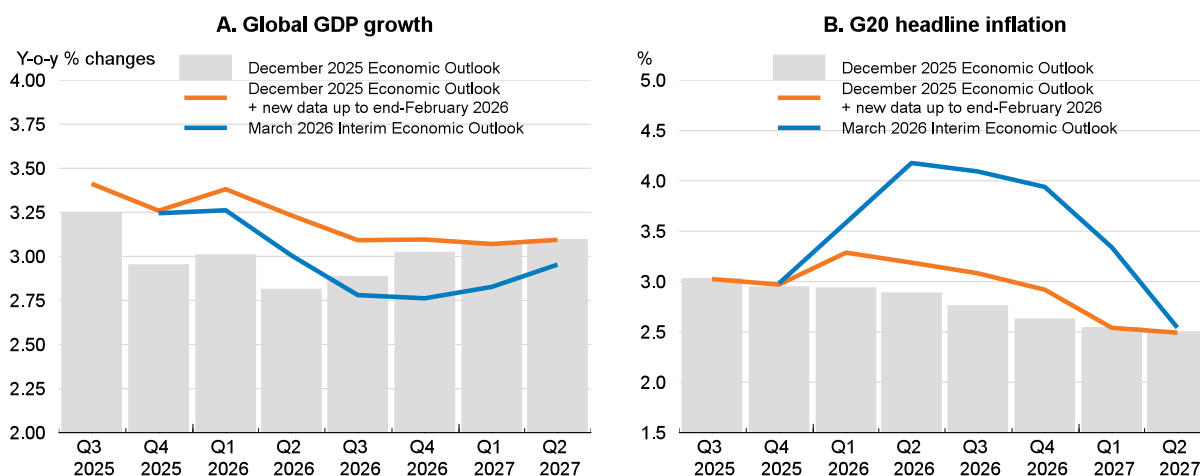 A. Global GDP growth
Y-o-y % changes
December 2025 Economic Outlook
December 2025 Economic Outlook
+ new data up to end-February 2026
March 2026 Interim Economic Outlook
4.00
3.75
3.50
3.25
3.00
2.75
2.50
2.25
2.00
Q3 Q4 Q1 Q2 Q3 Q4 Q1 Q2
2025 2025 2026 2026 2026 2026 2027 2027
B. G20 headline inflation
%
December 2025 Economic Outlook
December 2025 Economic Outlook
+ new data up to end-February 2026
March 2026 Interim Economic Outlook
5.0
4.5
4.0
3.5
3.0
2.5
2.0
1.5
Q3 Q4 Q1 Q2 Q3 Q4 Q1 Q2
2025 2025 2026 2026 2026 2026 2027 2027